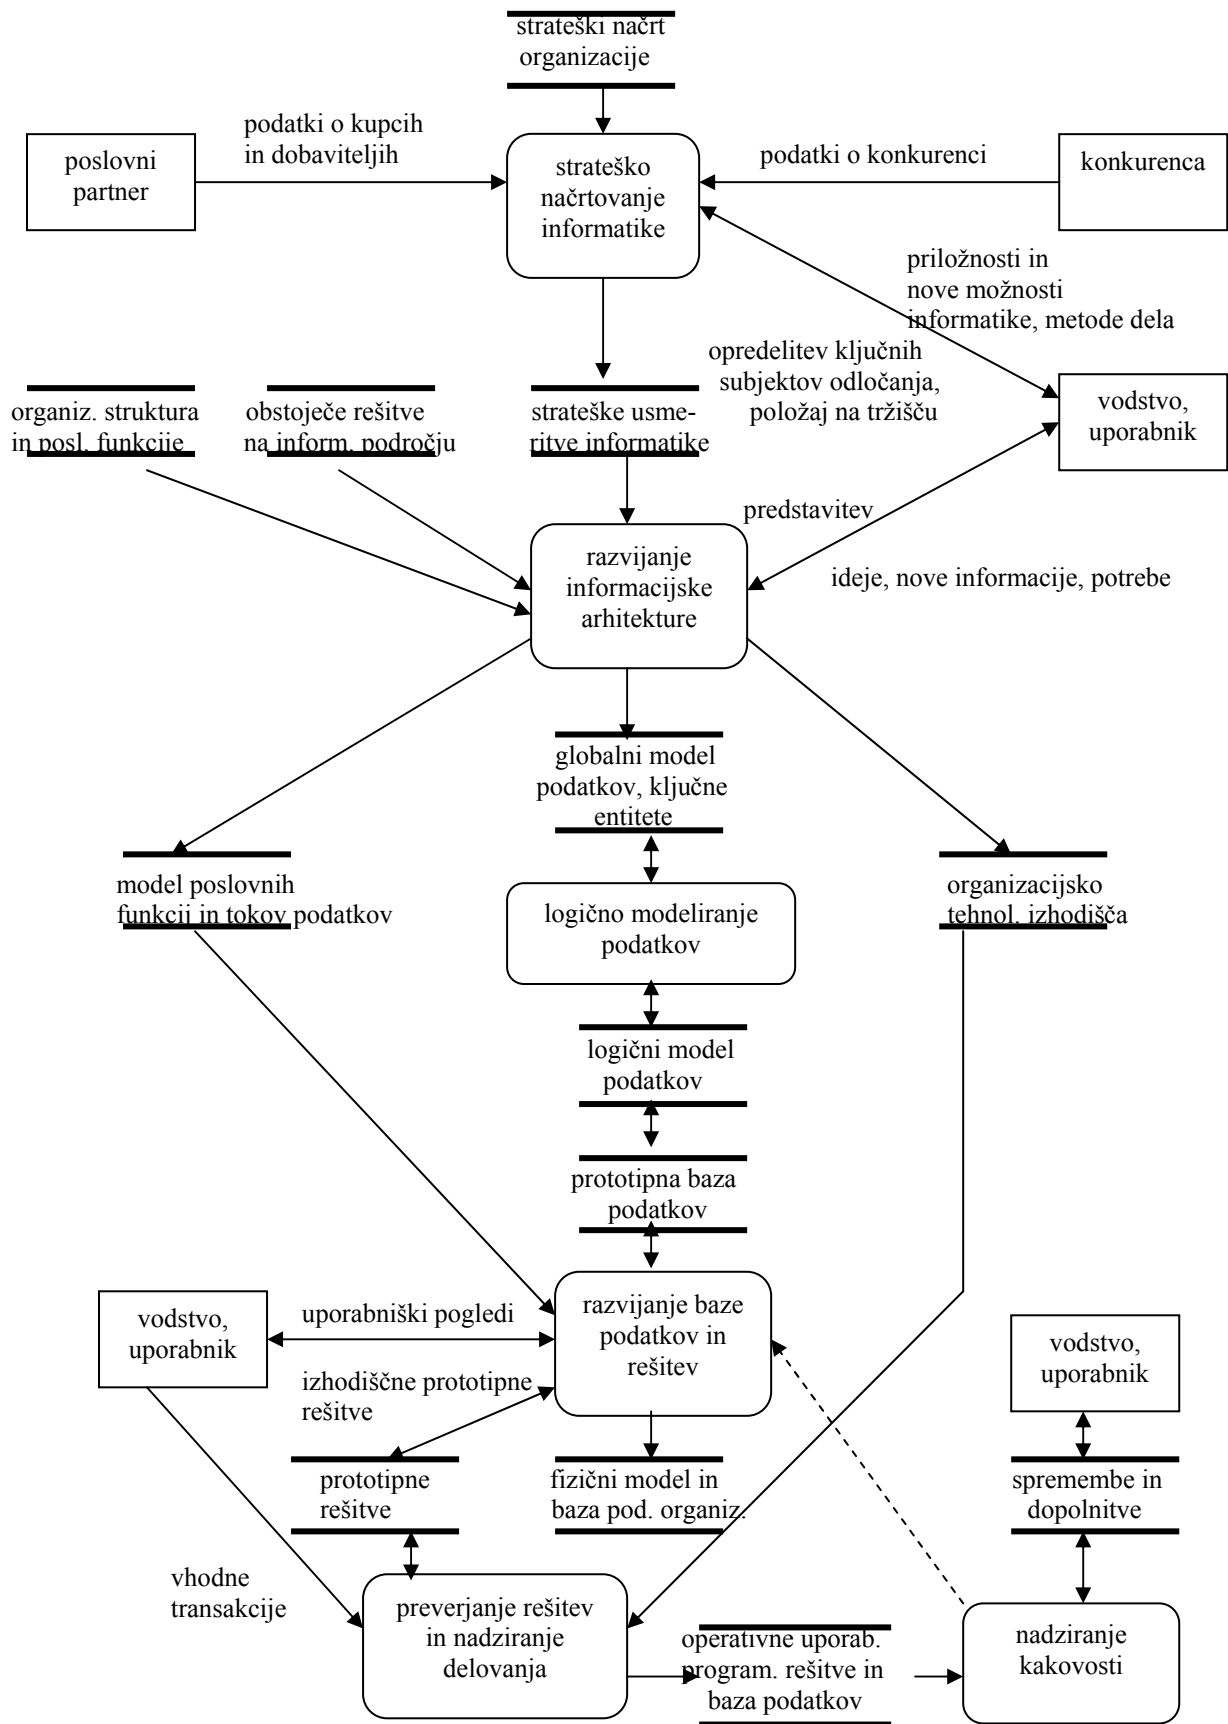 strateški načrt
organizacije
podatki o kupcih
in dobaviteljih
poslovni
partner
strateško
načrtovanje
informatike
podatki o konkurenci
konkurenca
priložnosti in
nove možnosti
informatike, metode dela
opredelitev ključnih
subjektov odločanja,
položaj na tržišču
organiz. struktura
in posl. funkcije
obstoječe rešitve
na inform. področju
strateške usme-
ritve informatike
vodstvo,
uporabnik
predstavitev
razvijanje
informacijske
arhitekture
ideje, nove informacije, potrebe
globalni model
podatkov, ključne
entitete
model poslovnih
funkcij in tokov podatkov
logično modeliranje
podatkov
organizacijsko
tehnol. izhodišča
logični model
podatkov
prototipna baza
podatkov
vodstvo,
uporabnik
uporabniški pogledi
razvijanje baze
podatkov in
rešitev
vodstvo,
uporabnik
izhodiščne prototipne
rešitve
prototipne
rešitve
fizični model in
baza pod. organiz.
spremembe in
dopolnitve
vhodne
transakcije
preverjanje rešitev
in nadziranje
delovanja
operativne uporab.
program. rešitve in
baza podatkov
nadziranje
kakovosti